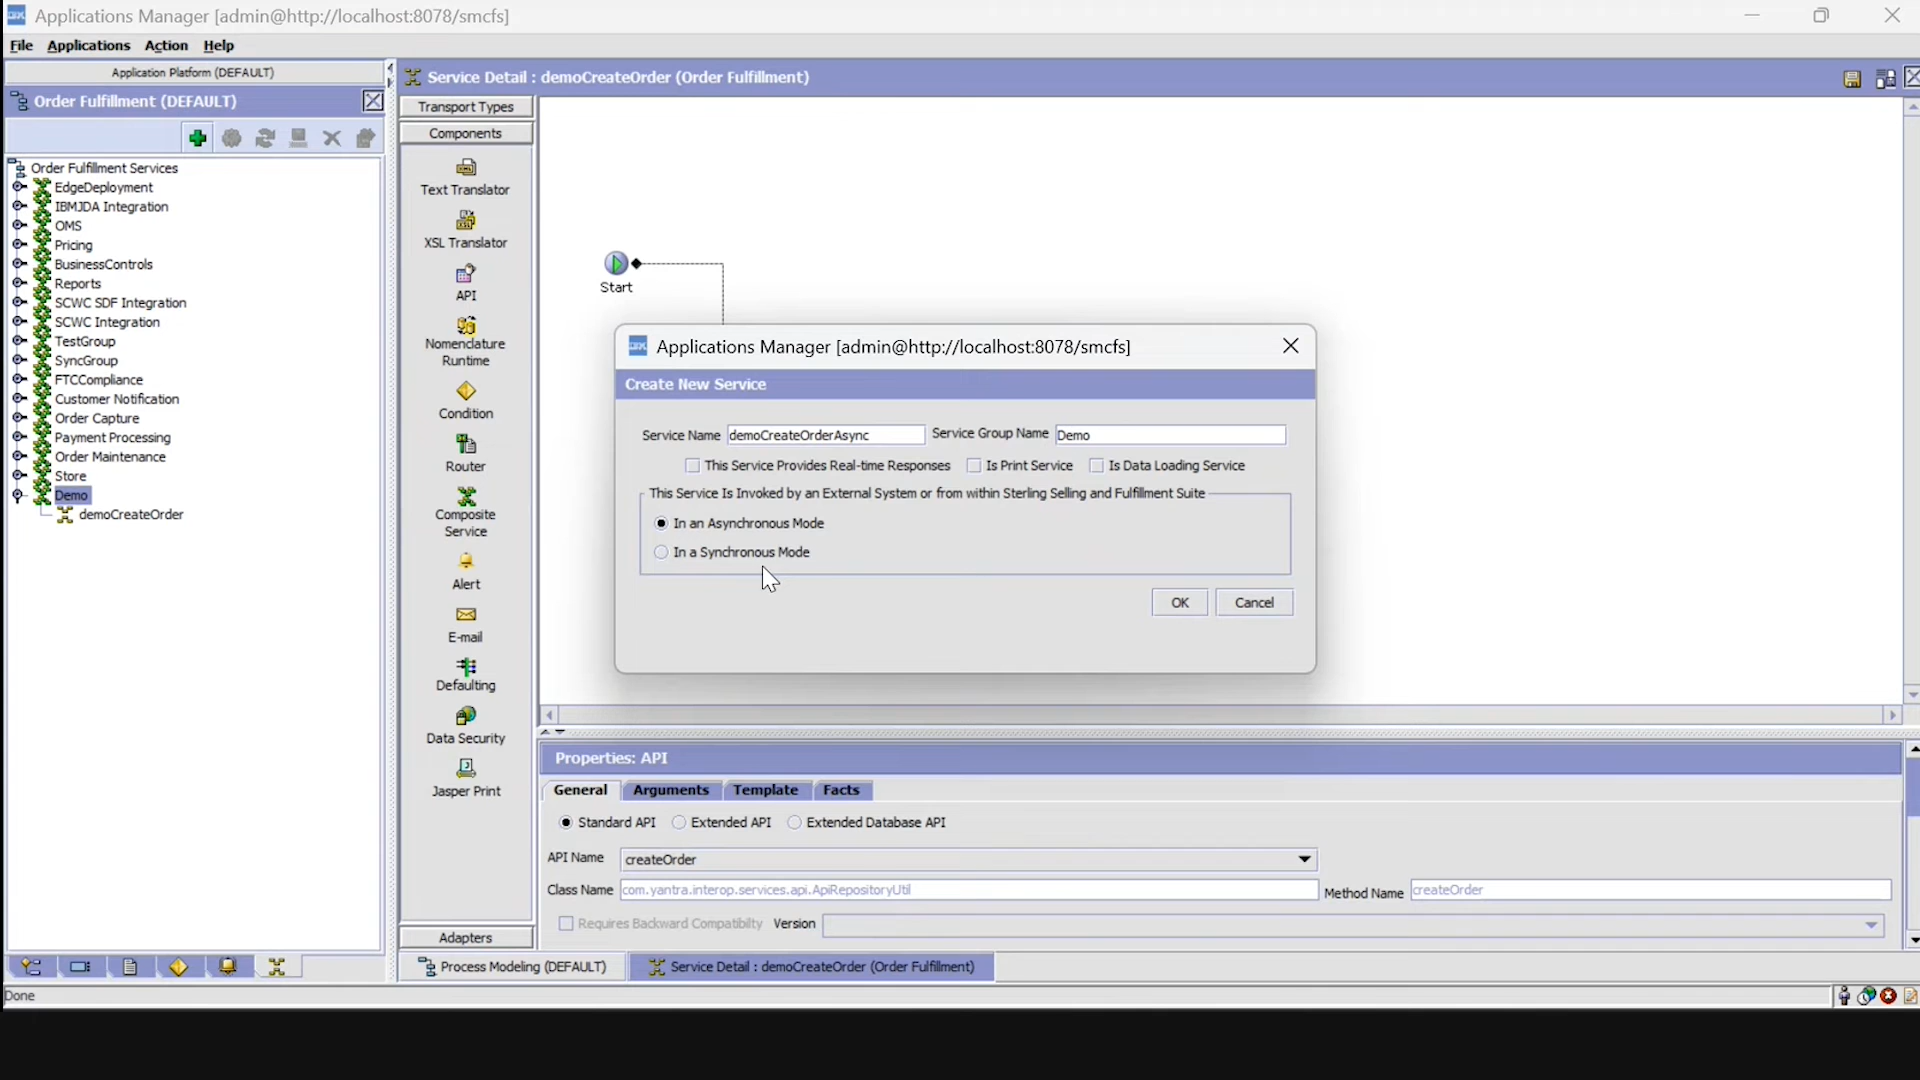 Applications Manager [admin@http://localhost:8078/smcfs]
File Applications Action Help
Application Platform (DEFAULT)
Order Fulfillment (DEFAULT)
Order Fulfillment Services
EdgeDeployment
IBMJDA Integration
OMS
Pricing
BusinessControls
Reports
SCWC SDF Integration
SCWC Integration
TestGroup
SyncGroup
FTCCompliance
Customer Notification
Order Capture
Payment Processing
Order Maintenance
Store
Demo
demoCreateOrder
Service Detail : demoCreateOrder (Order Fulfillment)
Transport Types
Components
Text Translator
XSL Translator
API
Nomenclature
Runtime
Condition
Router
Composite
Service
Alert
E-mail
Defaulting
Data Security
Jasper Print
Adapters
Start
Applications Manager [admin@http://localhost:8078/smcfs]
Create New Service
Service Name demoCreateOrderAsync Service Group Name Demo
This Service Provides Real-time Responses Is Print Service Is Data Loading Service
This Service Is Invoked by an External System or from within Sterling Selling and Fulfillment Suite
In an Asynchronous Mode
In a Synchronous Mode
OK Cancel
Properties: API
General Arguments Template Facts
Standard API Extended API Extended Database API
API Name createOrder
Class Name com.yantra.interop.services.api.ApiRepositoryUtil Method Name createOrder
Requires Backward Compatibilty Version
Process Modeling (DEFAULT) Service Detail : demoCreateOrder (Order Fulfillment)
Done